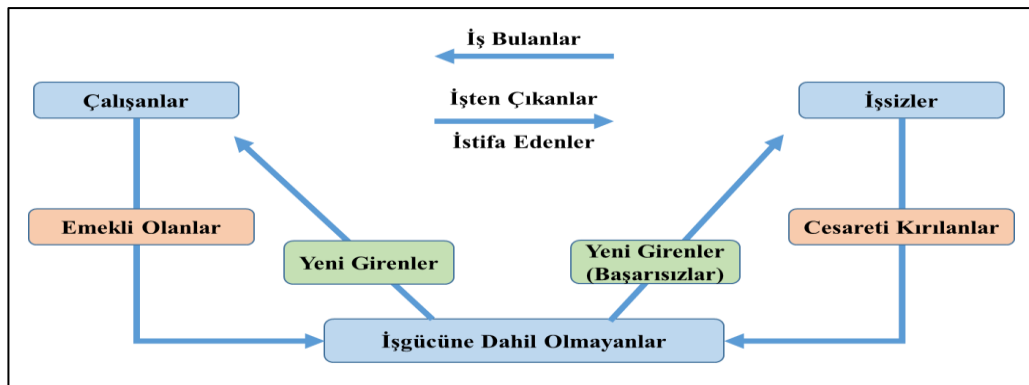 İş Bulanlar
Çalışanlar
İşten Çıkanlar
İşsizler
İstifa Edenler
Emekli Olanlar
Cesareti Kırılanlar
Yeni Girenler
Yeni Girenler
(Başarısızlar)
İşgücüne Dahil Olmayanlar